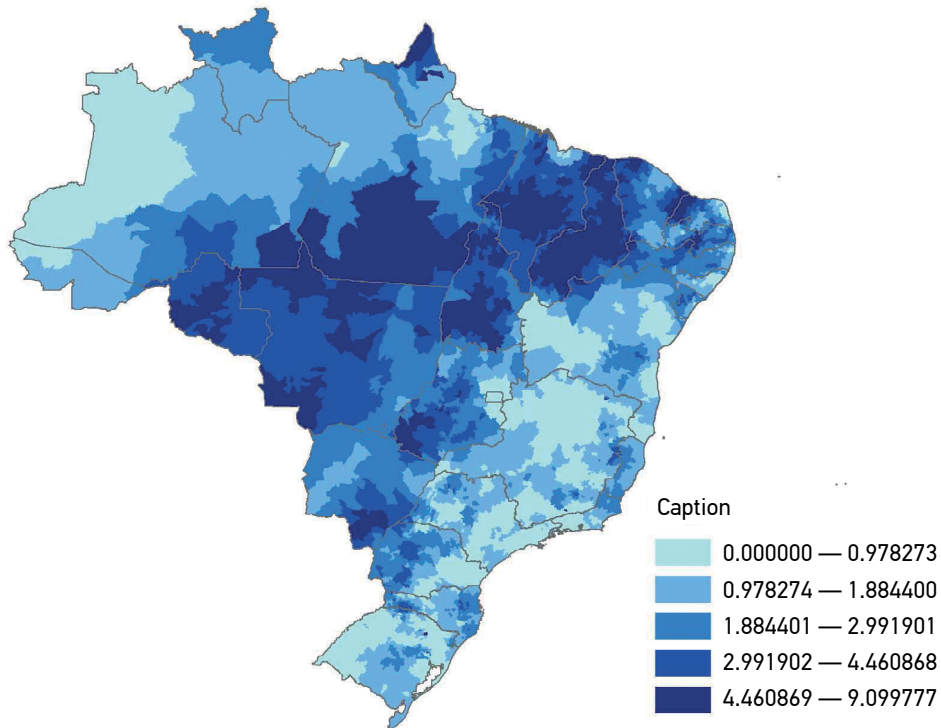 Caption
0.000000 — 0.978273
0.978274 — 1.884400
1.884401 — 2.991901
2.991902 — 4.460868
4.460869 — 9.099777